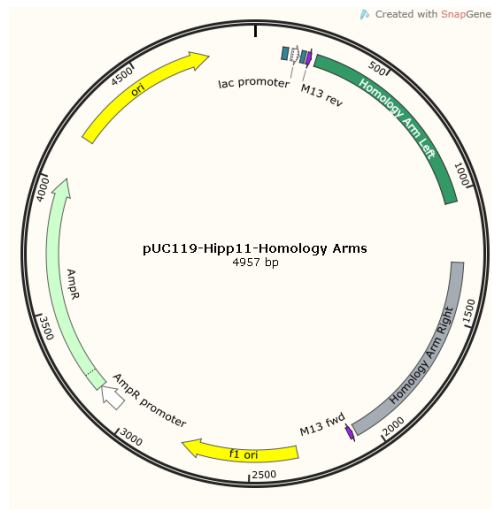 Created with SnapGene
lac promoter
M13 rev
500
Homology Arm Left
1000
1500
Homology Arm Right
2000
M13 fwd
2500
f1 ori
3000
AmpR promoter
3500
AmpR
4000
4500
ori
pUC119-Hipp11-Homology Arms
4957 bp